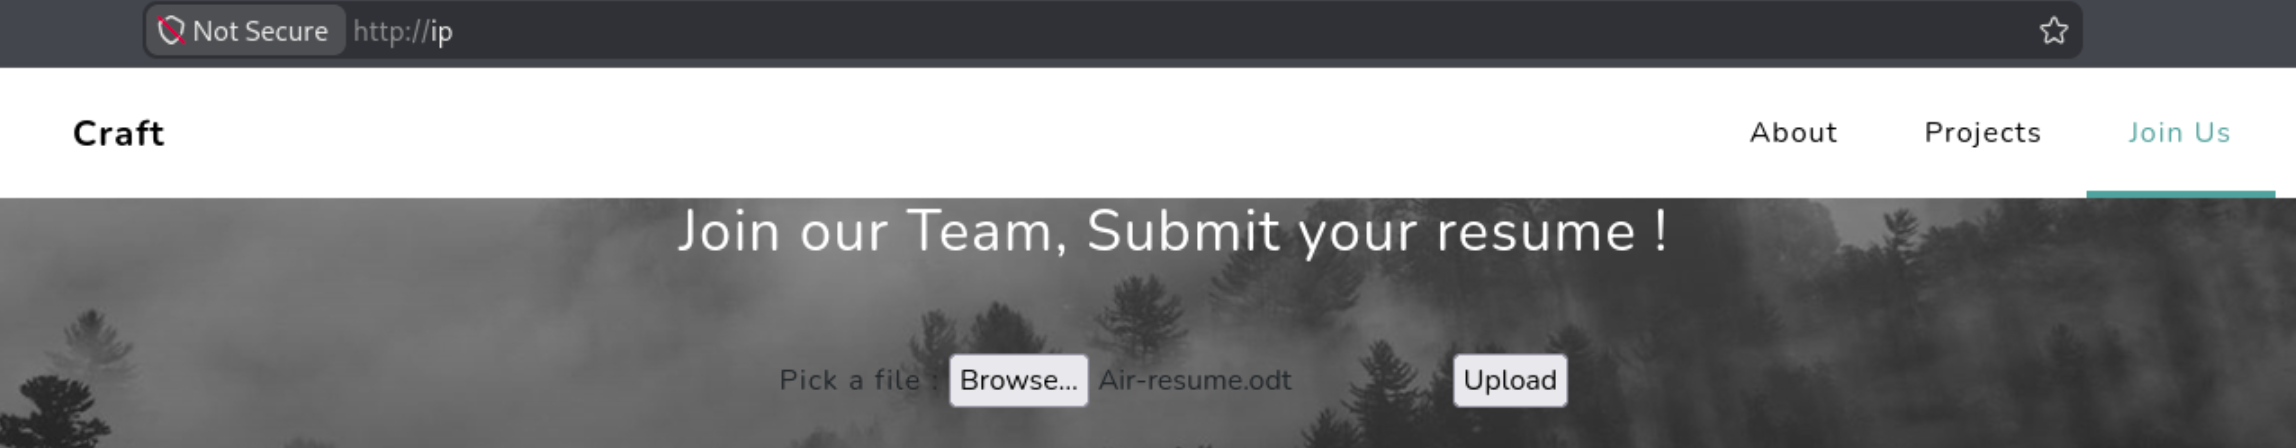 Not Secure http://ip
Craft About Projects Join Us
Join our Team, Submit your resume !
Pick a file : Browse... Air-resume.odt Upload